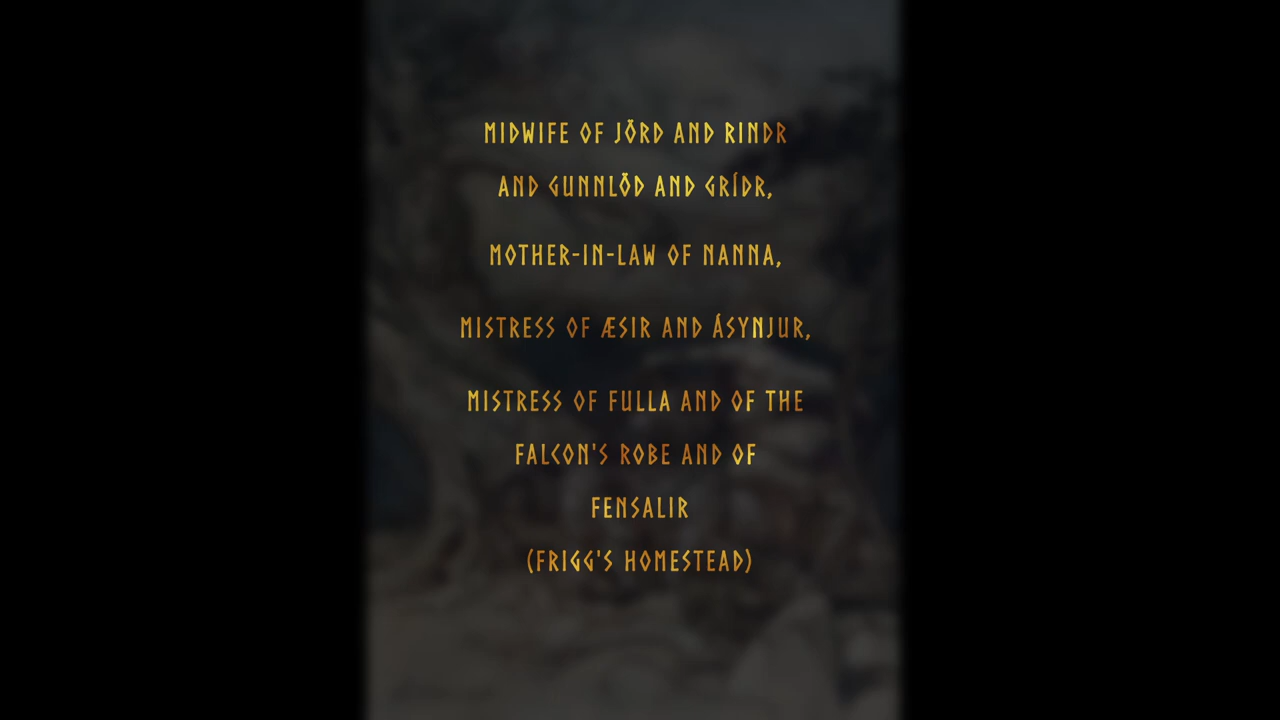 MIDWIFE OF JÖRD AND RINDR
AND GUNNLÖD AND GRÍDR,
MOTHER-IN-LAW OF NANNA,
MISTRESS OF ÆSIR AND ÁSYNJUR,
MISTRESS OF FULLA AND OF THE
FALCON'S ROBE AND OF
FENSALIR
(FRIGG'S HOMESTEAD)